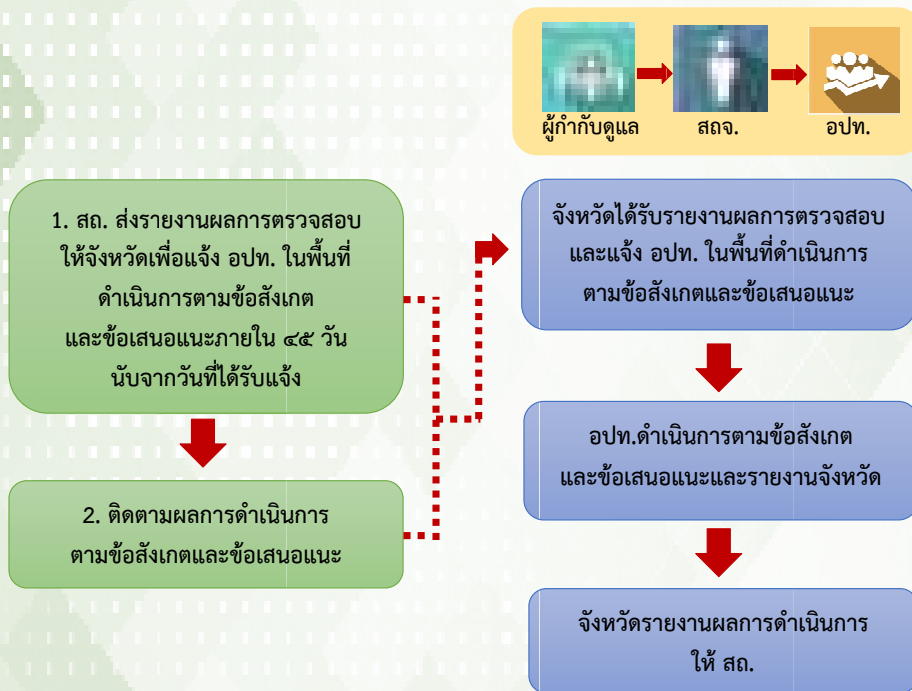 ผู้กำกับดูแล
สถจ.
อปท.
1. สถ. ส่งรายงานผลการตรวจสอบ
ให้จังหวัดเพื่อแจ้ง อปท. ในพื้นที่
ดำเนินการตามข้อสังเกต
และข้อเสนอแนะภายใน ๔๕ วัน
นับจากวันที่ได้รับแจ้ง
2. ติดตามผลการดำเนินการ
ตามข้อสังเกตและข้อเสนอแนะ
จังหวัดได้รับรายงานผลการตรวจสอบ
และแจ้ง อปท. ในพื้นที่ดำเนินการ
ตามข้อสังเกตและข้อเสนอแนะ
อปท.ดำเนินการตามข้อสังเกต
และข้อเสนอแนะและรายงานจังหวัด
จังหวัดรายงานผลการดำเนินการ
ให้ สถ.